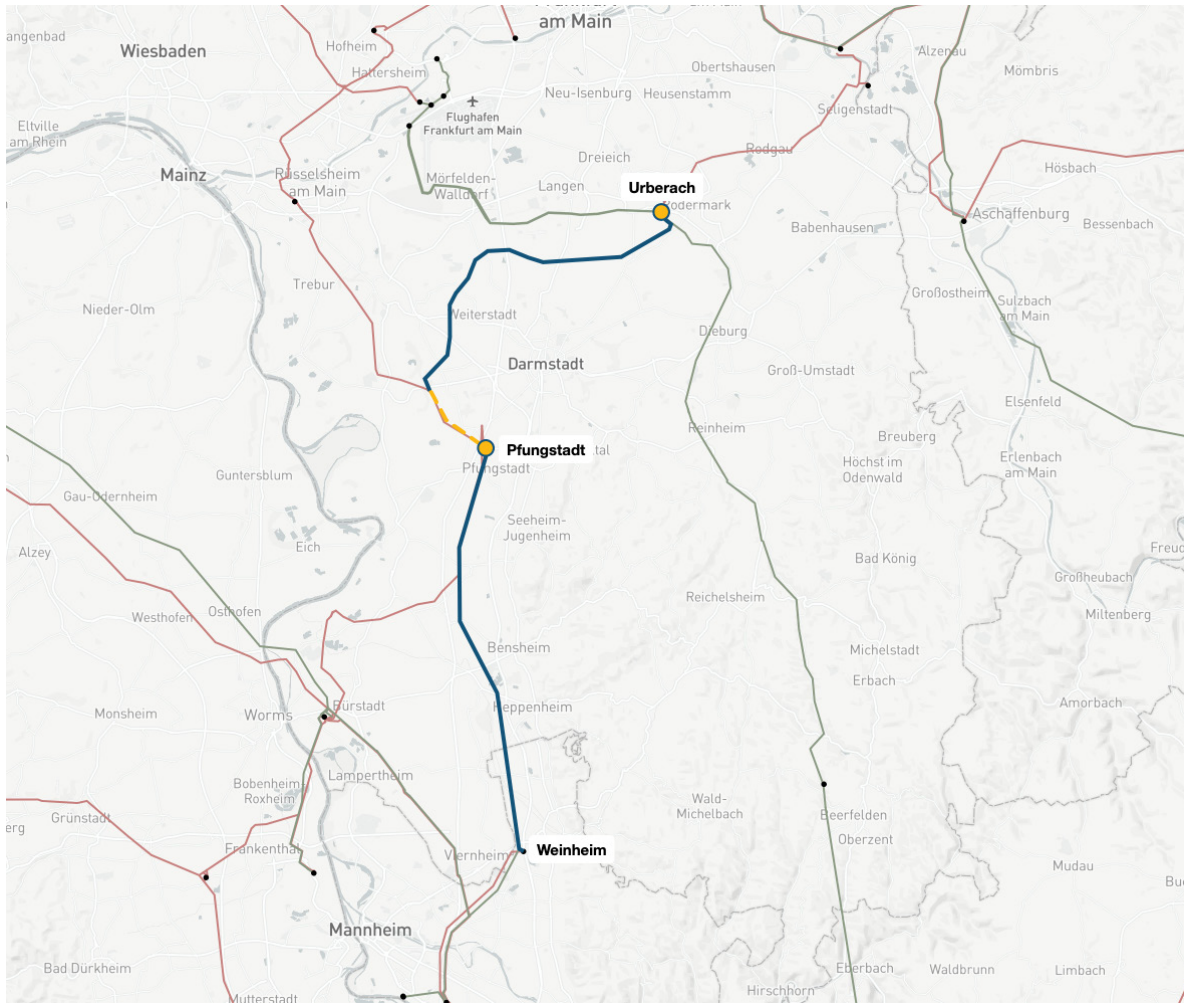 am Main
Wiesbaden
Hofheim
Alzenau
Hattersheim
Obertshausen
Mömbris
Neu-Isenburg
Heusenstamm
Seligenstadt
Flughafen
Frankfurt am Main
Eltville
am Rhein
Dreieich
Rodgau
Hösbach
Mainz
Rüsselsheim
am Main
Mörfelden-
Walldorf
Langen
Urberach
Aschaffenburg
Bessenbach
Babenhausen
Trebur
Großostheim
Sulzbach
am Main
Nieder-Olm
Weiterstadt
Dieburg
Darmstadt
Groß-Umstadt
Elsenfeld
Reinheim
Breuberg
Pfungstadt
Pfungstadt
Höchst im
Odenwald
Erlenbach
am Main
Guntersblum
Gau-Odernheim
Seeheim-
Jugenheim
Eich
Alzey
Bad König
Großheubach
Reichelsheim
Osthofen
Westhofen
Miltenberg
Bensheim
Michelstadt
Erbach
Monsheim
Worms
Bürstadt
Heppenheim
Amorbach
Lampertheim
Bobenheim-
Roxheim
Wald-
Michelbach
Grünstadt
Beerfelden
Oberzent
Frankenthal
Viernheim
Weinheim
Mudau
Mannheim
Bad Dürkheim
Eberbach
Waldbrunn
Limbach
Hirschhorn
Mutterstadt